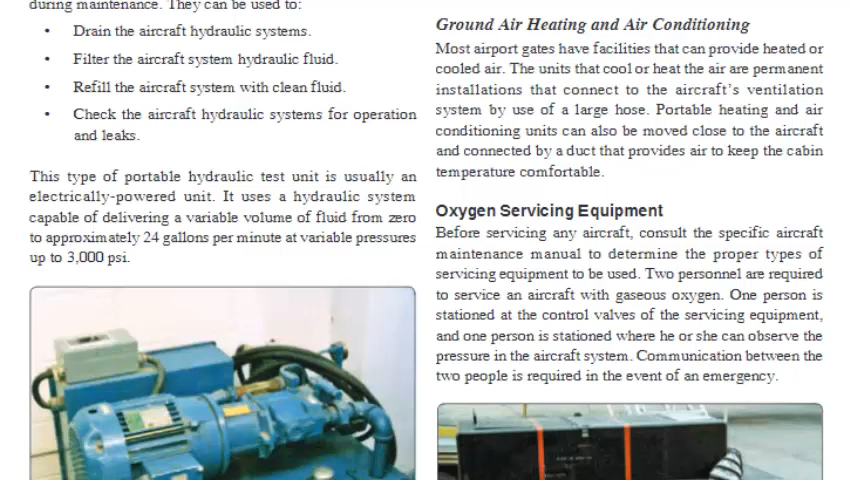 during maintenance. They can be used to:
• Drain the aircraft hydraulic systems.
• Filter the aircraft system hydraulic fluid.
• Refill the aircraft system with clean fluid.
• Check the aircraft hydraulic systems for operation
and leaks.
This type of portable hydraulic test unit is usually an
electrically-powered unit. It uses a hydraulic system
capable of delivering a variable volume of fluid from zero
to approximately 24 gallons per minute at variable pressures
up to 3,000 psi.
Ground Air Heating and Air Conditioning
Most airport gates have facilities that can provide heated or
cooled air. The units that cool or heat the air are permanent
installations that connect to the aircraft’s ventilation
system by use of a large hose. Portable heating and air
conditioning units can also be moved close to the aircraft
and connected by a duct that provides air to keep the cabin
temperature comfortable.
Oxygen Servicing Equipment
Before servicing any aircraft, consult the specific aircraft
maintenance manual to determine the proper types of
servicing equipment to be used. Two personnel are required
to service an aircraft with gaseous oxygen. One person is
stationed at the control valves of the servicing equipment,
and one person is stationed where he or she can observe the
pressure in the aircraft system. Communication between the
two people is required in the event of an emergency.